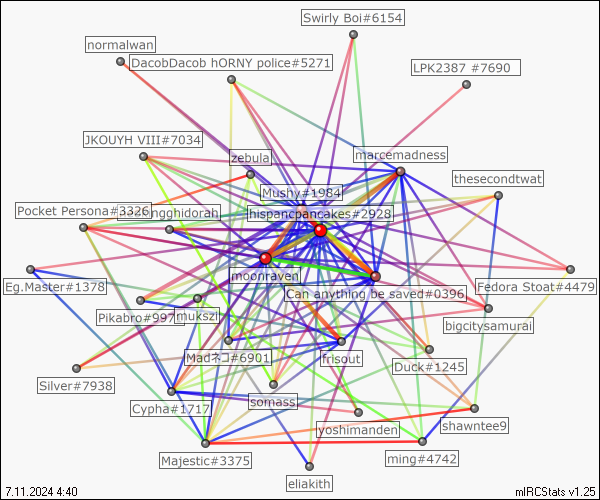 Swirly Boi#6154
normalwan
DacobDacob hORNY police#5271
LPK2387 #7690
JKOUYH VIII#7034
zebula
marcemadness
thesecondtwat
Mushy#1984
Pocket Persona#3326
ngghidorah
hispancpancakes#2928
moonraven
Eg.Master#1378
Can anything be saved#0396
Fedora Stoat#4479
Pikabro#997
mukszi
bigcitysamurai
Madネコ#6901
frisout
Duck#1245
Silver#7938
Cypha#1717
sornass
yoshimanden
shawntee9
Majestic#3375
ming#4742
eliakith
7.11.2024 4:40
mIRCStats v1.25